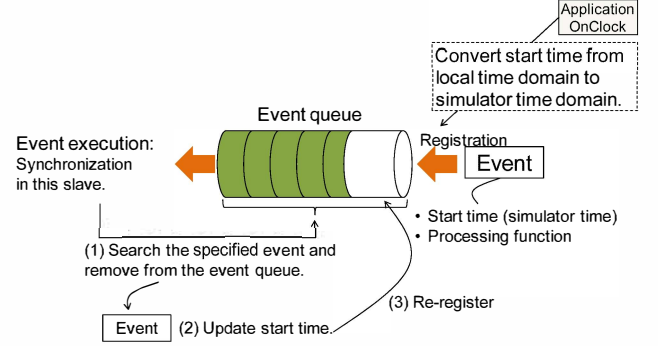 Application
OnClock
Convert start time from
local time domain to
simulator time domain.
Event queue
Registration
Event execution:
Synchronization
in this slave.
Event
• Start time (simulator time)
• Processing function
(1) Search the specified event and
remove from the event queue.
(3) Re-register
Event
(2) Update start time.